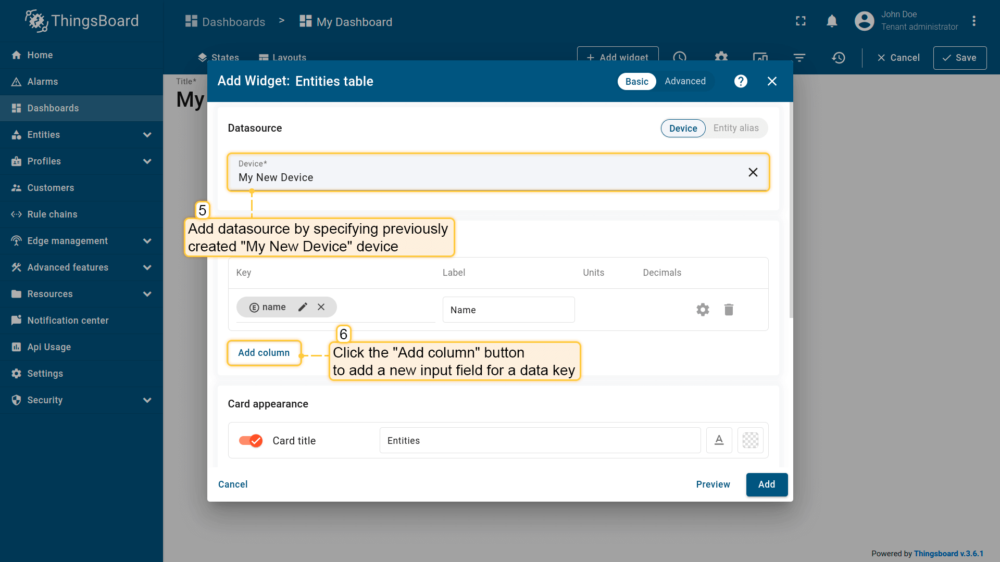 ThingsBoard
Dashboards > My Dashboard
John Doe
Tenant administrator
Home
Alarms
Dashboards
Entities
Profiles
Customers
Rule chains
Edge management
Advanced features
Resources
Notification center
Api Usage
Settings
Security
States
Layouts
+ Add widget
Cancel
Save
Title*
My
Add Widget: Entities table
Basic
Advanced
?
Datasource
Device
Entity alias
Device*
My New Device
5
Add datasource by specifying previously
created "My New Device" device
Key
Label
Units
Decimals
E name
Name
Add column
6
Click the "Add column" button
to add a new input field for a data key
Card appearance
Card title
Entities
A
Cancel
Preview
Add
Powered by Thingsboard v.3.6.1